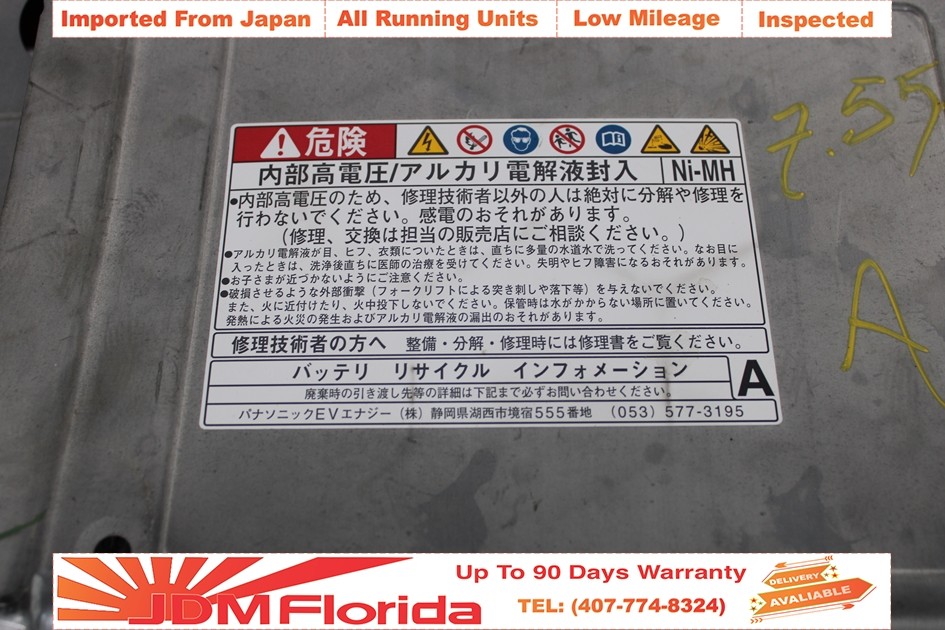 Imported From Japan All Running Units Low Mileage Inspected
7.55
危険
内部高電圧/アルカリ電解液封入 Ni-MH
●内部高電圧のため、修理技術者以外の人は絶対に分解や修理を
行わないでください。感電のおそれがあります。
(修理、交換は担当の販売店にご相談ください。)
●アルカリ電解液が目、ヒフ、衣類についたときは、直ちに多量の水道水で洗ってください。なお目に
入ったときは、洗浄後直ちに医師の治療を受けてください。失明やヒフ障害になるおそれがあります。
●お子さまが近づかないようにご注意ください。
●破損させるような外部衝撃(フォークリフトによる突き刺しや落下等)を与えないでください。
また、火に近付けたり、火中投下しないでください。保管時は水がかからない場所に置いてください。
発熱による火災の発生およびアルカリ電解液の漏出のおそれがあります。
修理技術者の方へ 整備・分解・修理時には修理書をご覧ください。
バッテリ リサイクル インフォメーション
廃棄時の引き渡し先等の詳細は下記まで必ずお問い合わせください。
A
パナソニックEVエナジー(株) 静岡県湖西市境宿555番地 (053) 577-3195
A
JDM Florida
Up To 90 Days Warranty
TEL: (407-774-8324)
DELIVERY
AVALIABLE